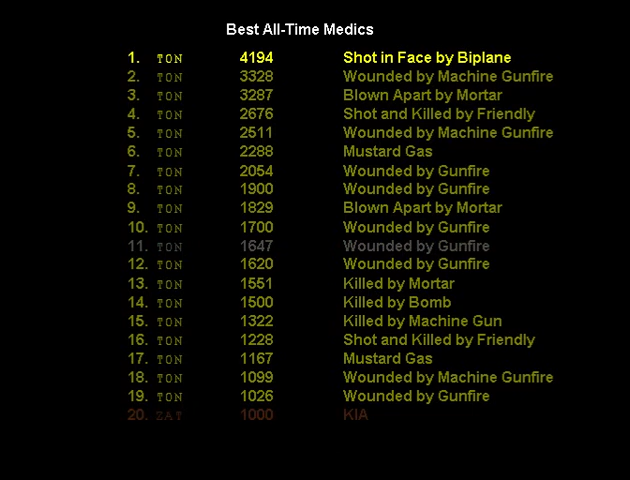 Best All-Time Medics
1. TON 4194 Shot in Face by Biplane
2. TON 3328 Wounded by Machine Gunfire
3. TON 3287 Blown Apart by Mortar
4. TON 2676 Shot and Killed by Friendly
5. TON 2511 Wounded by Machine Gunfire
6. TON 2288 Mustard Gas
7. TON 2054 Wounded by Gunfire
8. TON 1900 Wounded by Gunfire
9. TON 1829 Blown Apart by Mortar
10. TON 1700 Wounded by Gunfire
11. TON 1647 Wounded by Gunfire
12. TON 1620 Wounded by Gunfire
13. TON 1551 Killed by Mortar
14. TON 1500 Killed by Bomb
15. TON 1322 Killed by Machine Gun
16. TON 1228 Shot and Killed by Friendly
17. TON 1167 Mustard Gas
18. TON 1099 Wounded by Machine Gunfire
19. TON 1026 Wounded by Gunfire
20. ZAT 1000 KIA